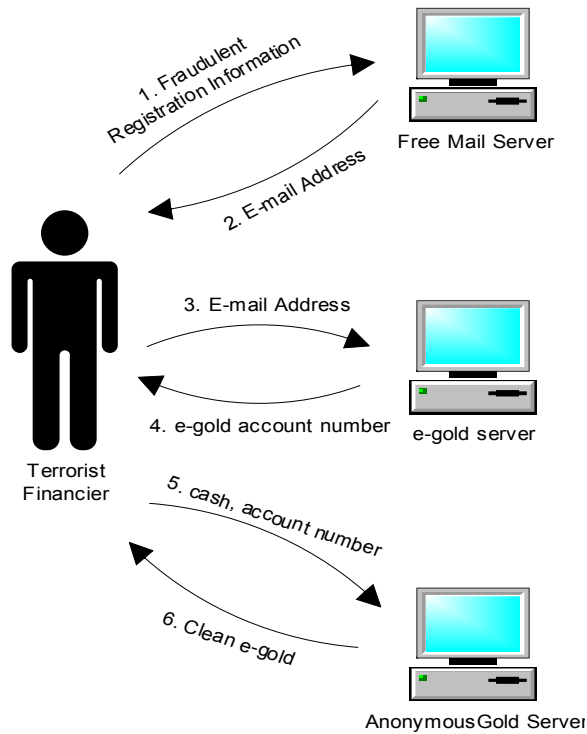 1. Fraudulent
Registration Information
Free Mail Server
2. E-mail Address
3. E-mail Address
4. e-gold account number
e-gold server
Terrorist
Financier
5. cash, account number
6. Clean e-gold
AnonymousGold Server